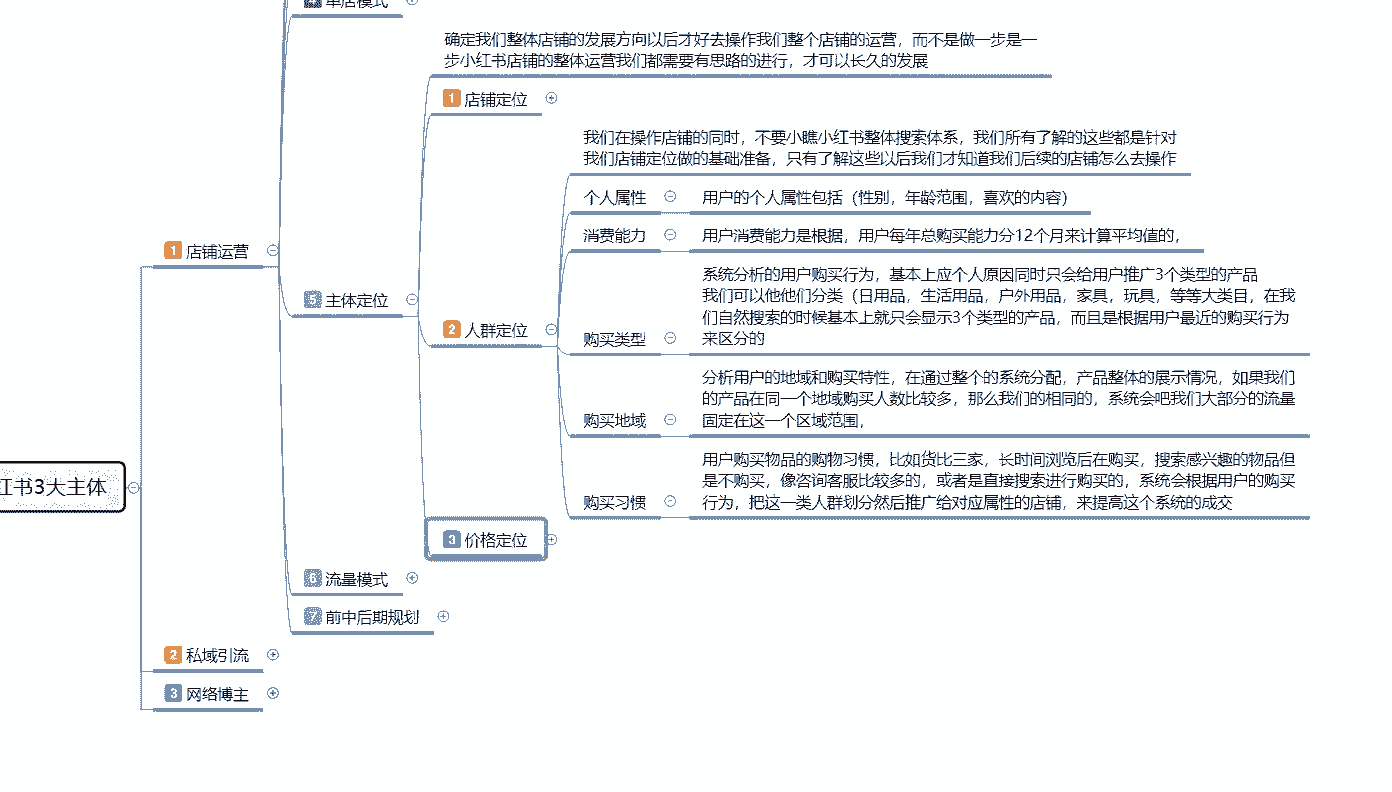 单店模式
确定我们整体店铺的发展方向以后才好去操作我们整个店铺的运营，而不是做一步是一
步小红书店铺的整体运营我们都需要有思路的进行，才可以长久的发展
1 店铺定位
我们在操作店铺的同时，不要小瞧小红书整体搜索体系，我们所有了解的这些都是针对
我们店铺定位做的基础准备，只有了解这些以后我们才知道我们后续的店铺怎么去操作
个人属性
用户的个人属性包括（性别，年龄范围，喜欢的内容）
消费能力
用户消费能力是根据，用户每年总购买能力分12个月来计算平均值的，
1 店铺运营
5 主体定位
2 人群定位
系统分析的用户购买行为，基本上应个人原因同时只会给用户推广3个类型的产品
我们可以他他们分类（日用品，生活用品，户外用品，家具，玩具，等等大类目，在我
们自然搜索的时候基本上就只会显示3个类型的产品，而且是根据用户最近的购买行为
来区分的
购买类型
分析用户的地域和购买特性，在通过整个的系统分配，产品整体的展示情况，如果我们
的产品在同一个地域购买人数比较多，那么我们的相同的，系统会吧我们大部分的流量
固定在这一个区域范围，
购买地域
用户购买物品的购物习惯，比如货比三家，长时间浏览后在购买，搜索感兴趣的物品但
是不购买，像咨询客服比较多的，或者是直接搜索进行购买的，系统会根据用户的购买
行为，把这一类人群划分然后推广给对应属性的店铺，来提高这个系统的成交
购买习惯
红书3大主体
3 价格定位
6 流量模式
7 前中后期规划
2 私域引流
3 网络博主